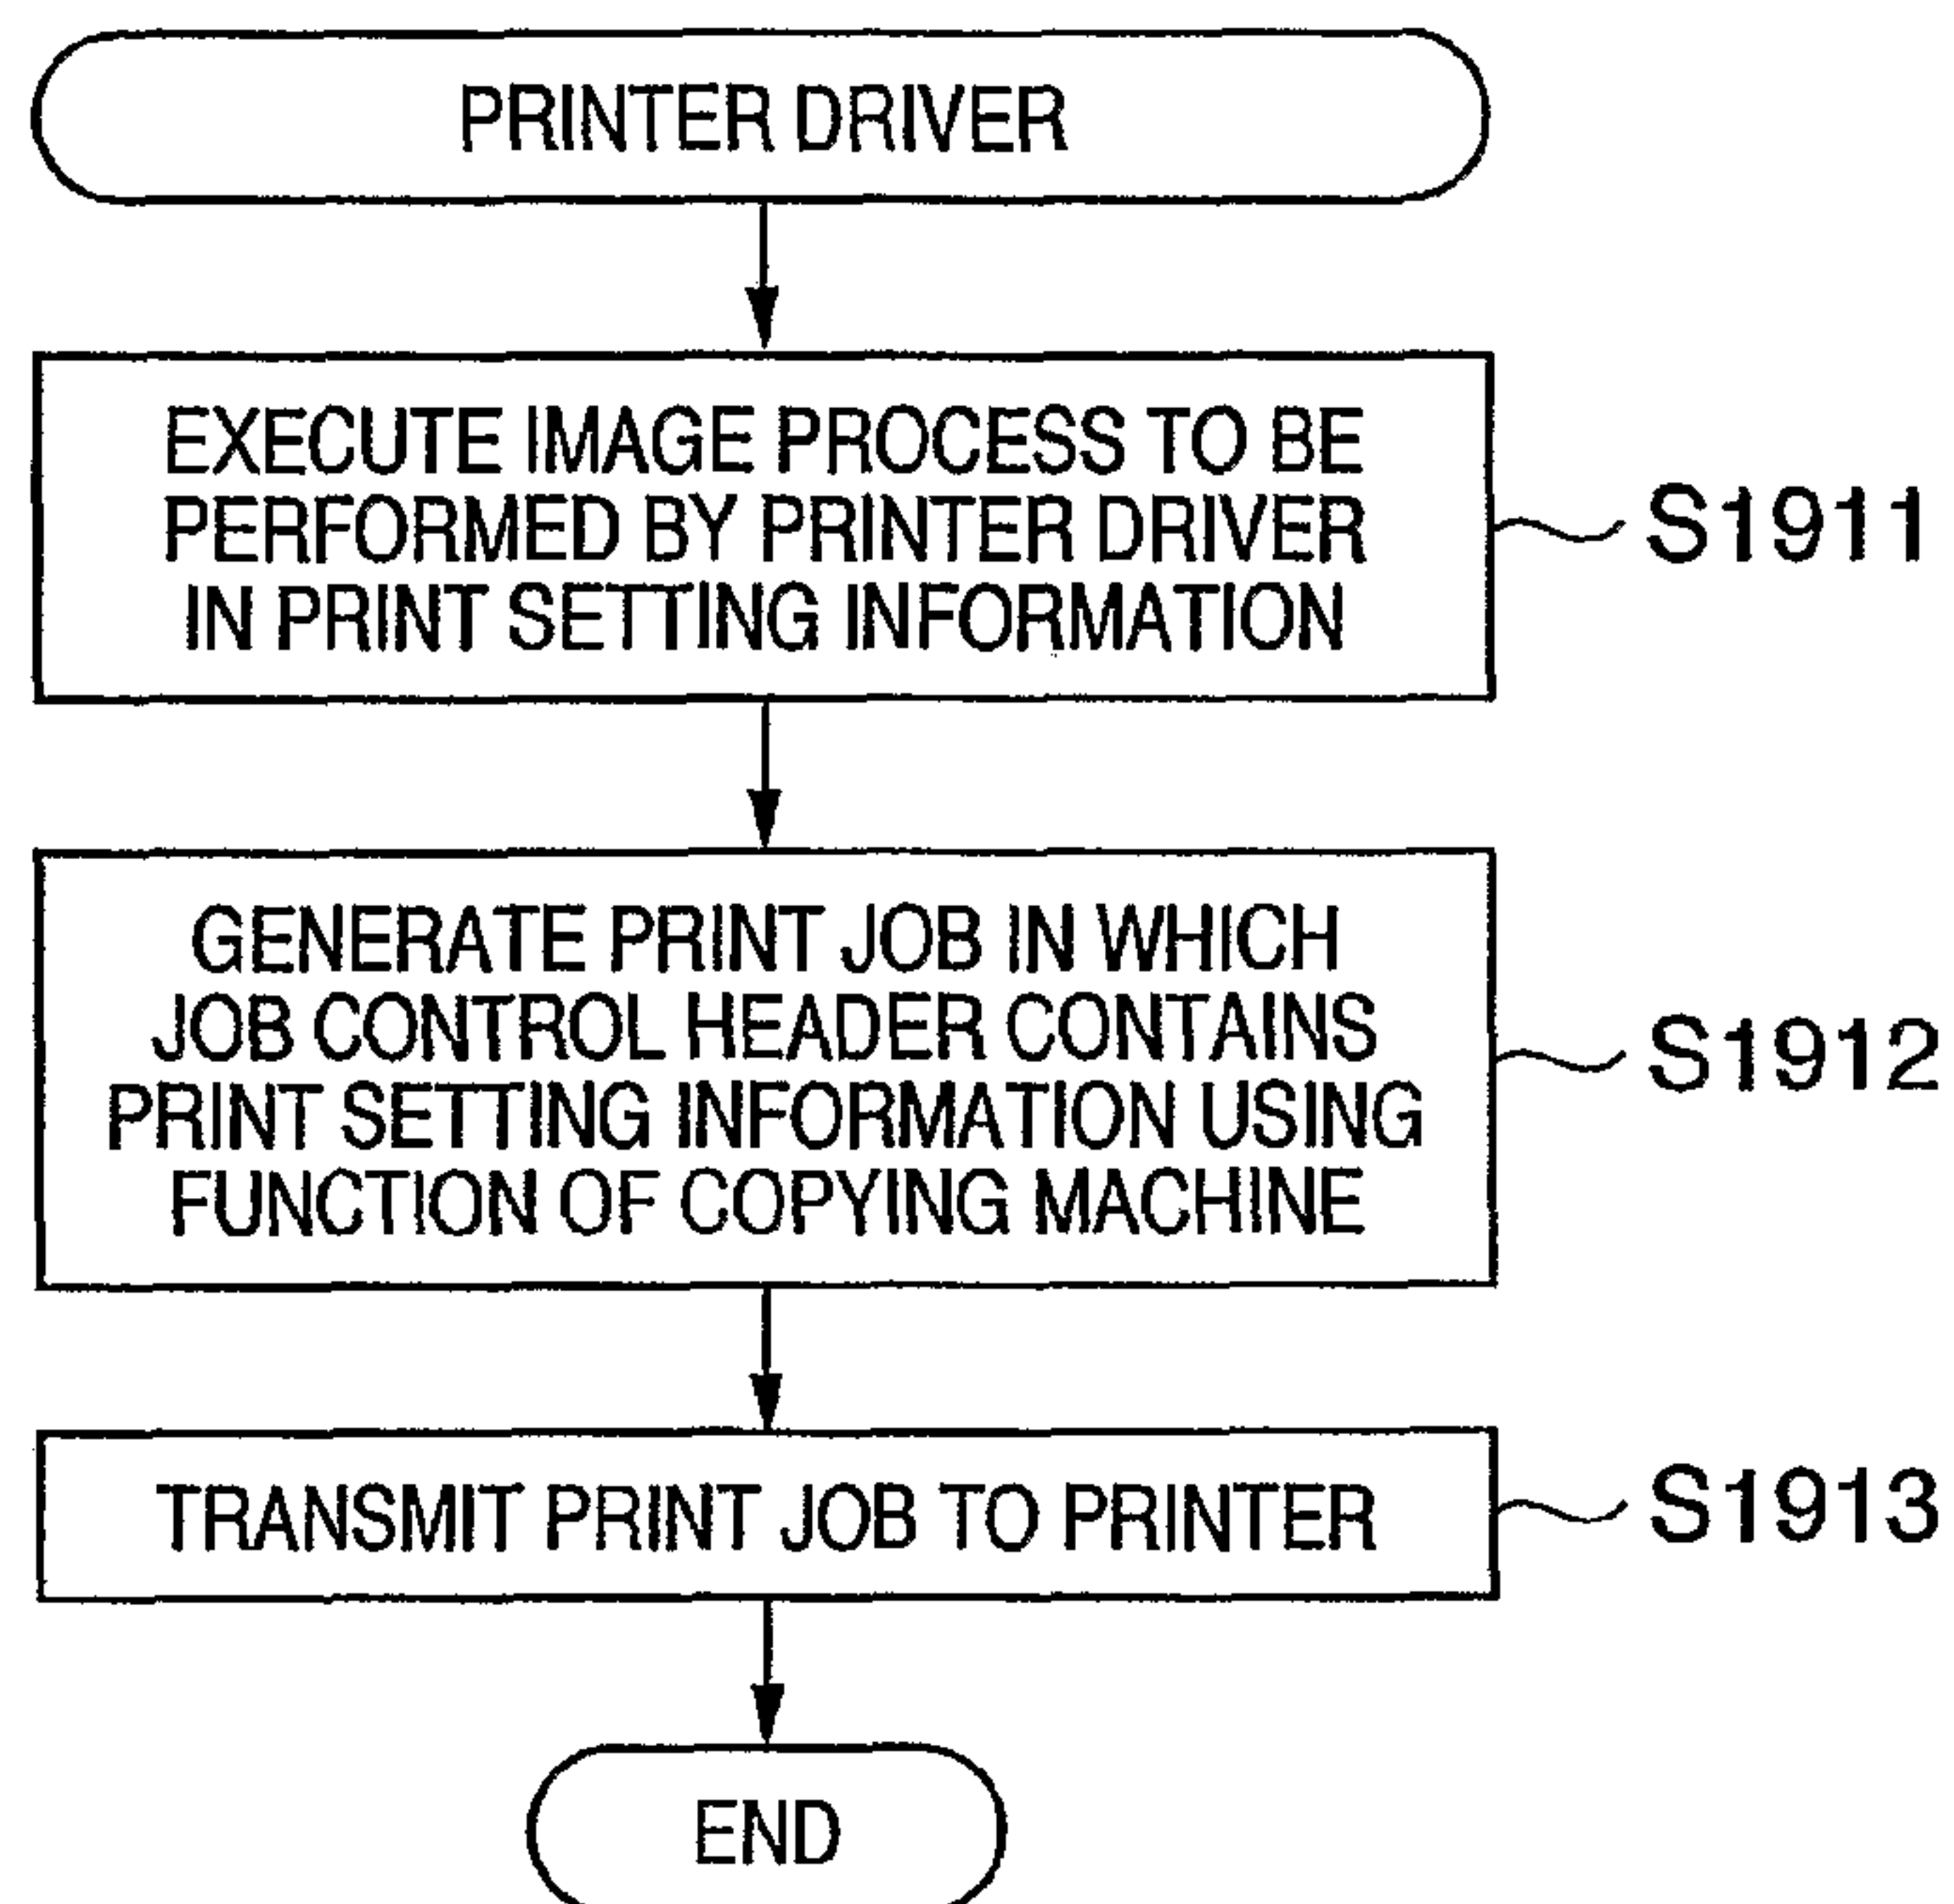 PRINTER DRIVER
EXECUTE IMAGE PROCESS TO BE
PERFORMED BY PRINTER DRIVER
IN PRINT SETTING INFORMATION
S1911
GENERATE PRINT JOB IN WHICH
JOB CONTROL HEADER CONTAINS
PRINT SETTING INFORMATION USING
FUNCTION OF COPYING MACHINE
S1912
TRANSMIT PRINT JOB TO PRINTER
S1913
END